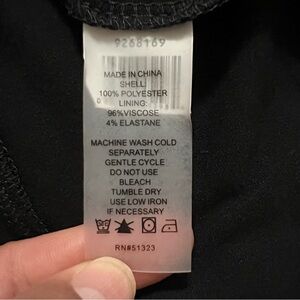 9268169
MADE IN CHINA
SHELL:
100% POLYESTER
LINING:
96%VISCOSE
4% ELASTANE
MACHINE WASH COLD
SEPARATELY
GENTLE CYCLE
DO NOT USE
BLEACH
TUMBLE DRY
USE LOW IRON
IF NECESSARY
RN#51323